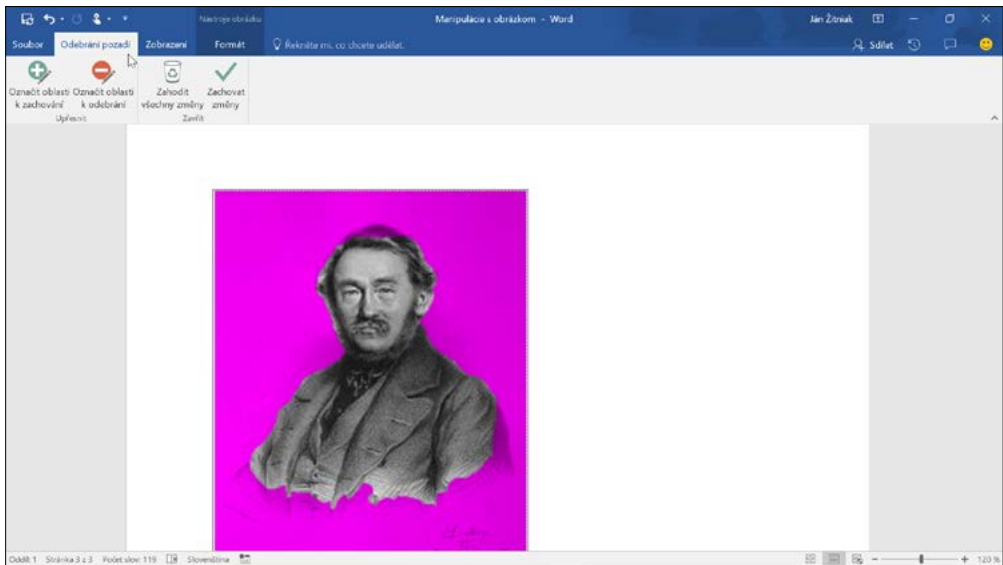 Nástroje obrázku
Manipulácie s obrázkom - Word
Ján Žitniak
Soubor
Odebrání pozadí
Zobrazení
Formát
Řekněte mi, co chcete udělat.
Sdílet
Označit oblasti k zachování
Označit oblasti k odebrání
Zahodit všechny změny
Zachovat změny
Upřesnit
Zavřít
Oddíl: 1
Stránka 3 z 3
Počet slov: 119
Slovenština
120 %